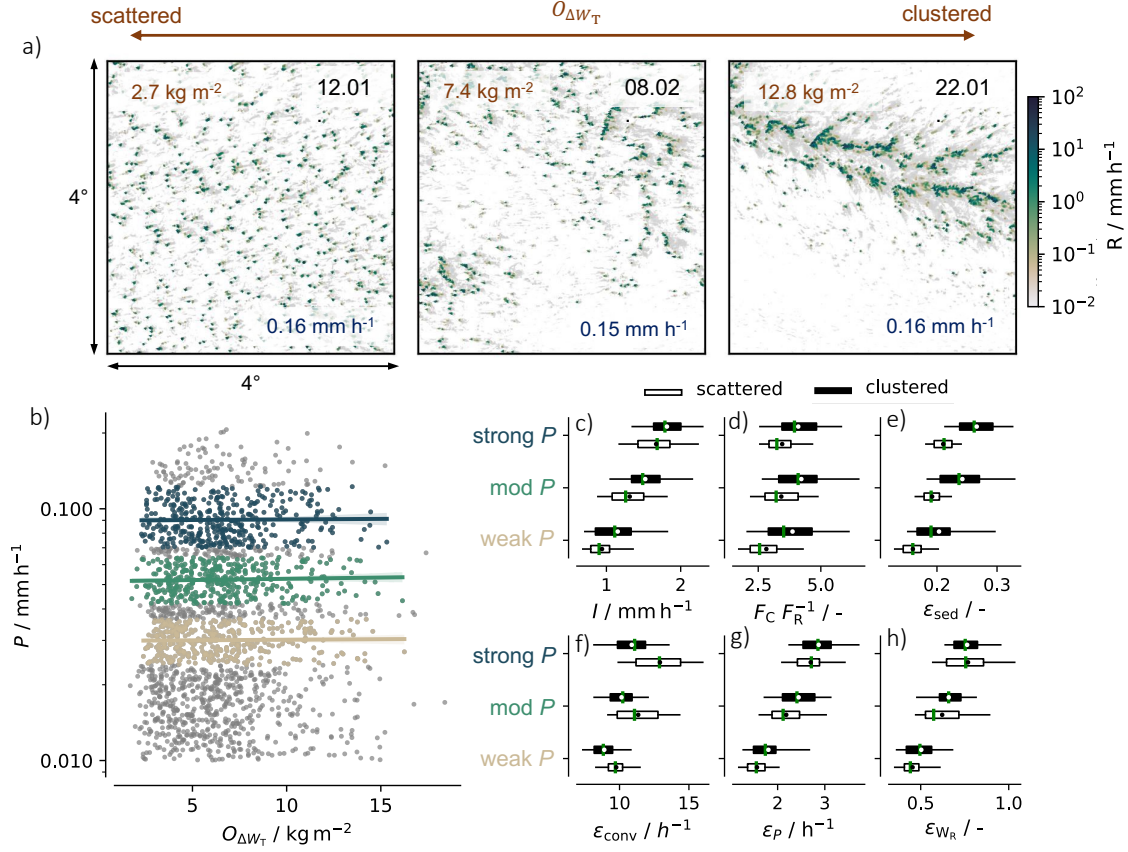 scattered O_ΔW_T clustered
a)
2.7 kg m⁻² 12.01
7.4 kg m⁻² 08.02
12.8 kg m⁻² 22.01
10²
10¹
10⁰
10⁻¹
10⁻²
R / mm h⁻¹
4°
0.16 mm h⁻¹
0.15 mm h⁻¹
0.16 mm h⁻¹
4°
scattered clustered
b)
0.100
0.010
P / mm h⁻¹
5 10 15
O_ΔW_T / kg m⁻²
strong P
mod P
weak P
c)
1 2
I / mm h⁻¹
d)
2.5 5.0
F_C F_R⁻¹ / -
e)
0.2 0.3
ε_sed / -
strong P
mod P
weak P
f)
10 15
ε_conv / h⁻¹
g)
2 3
ε_P / h⁻¹
h)
0.5 1.0
ε_W_R / -